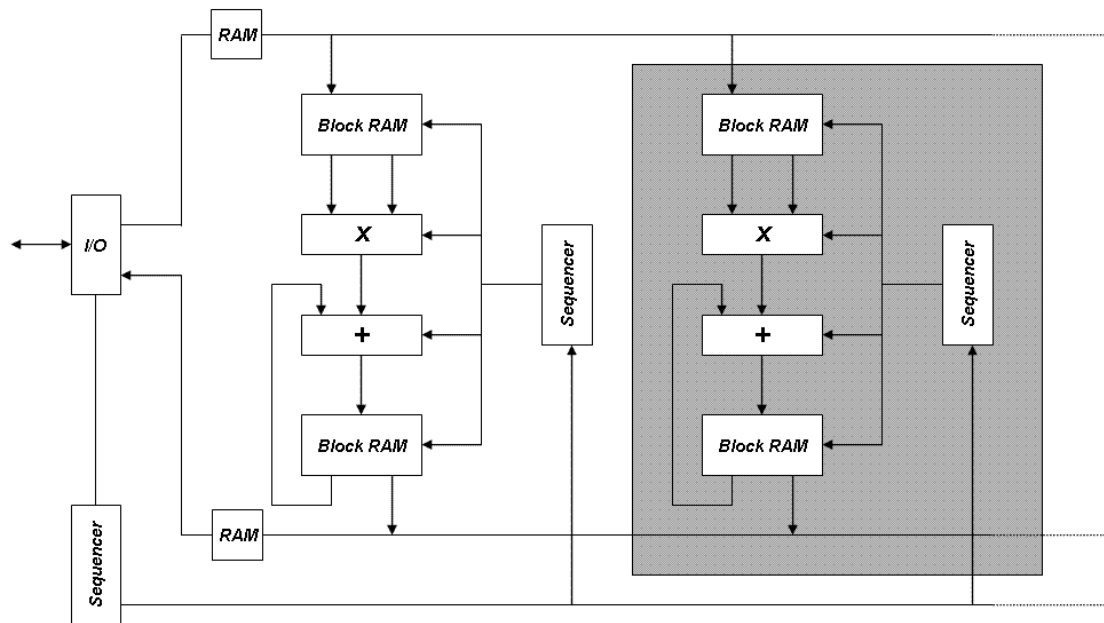 RAM
Block RAM
Block RAM
X
X
I/O
Sequencer
Sequencer
+
+
Block RAM
Block RAM
RAM
Sequencer